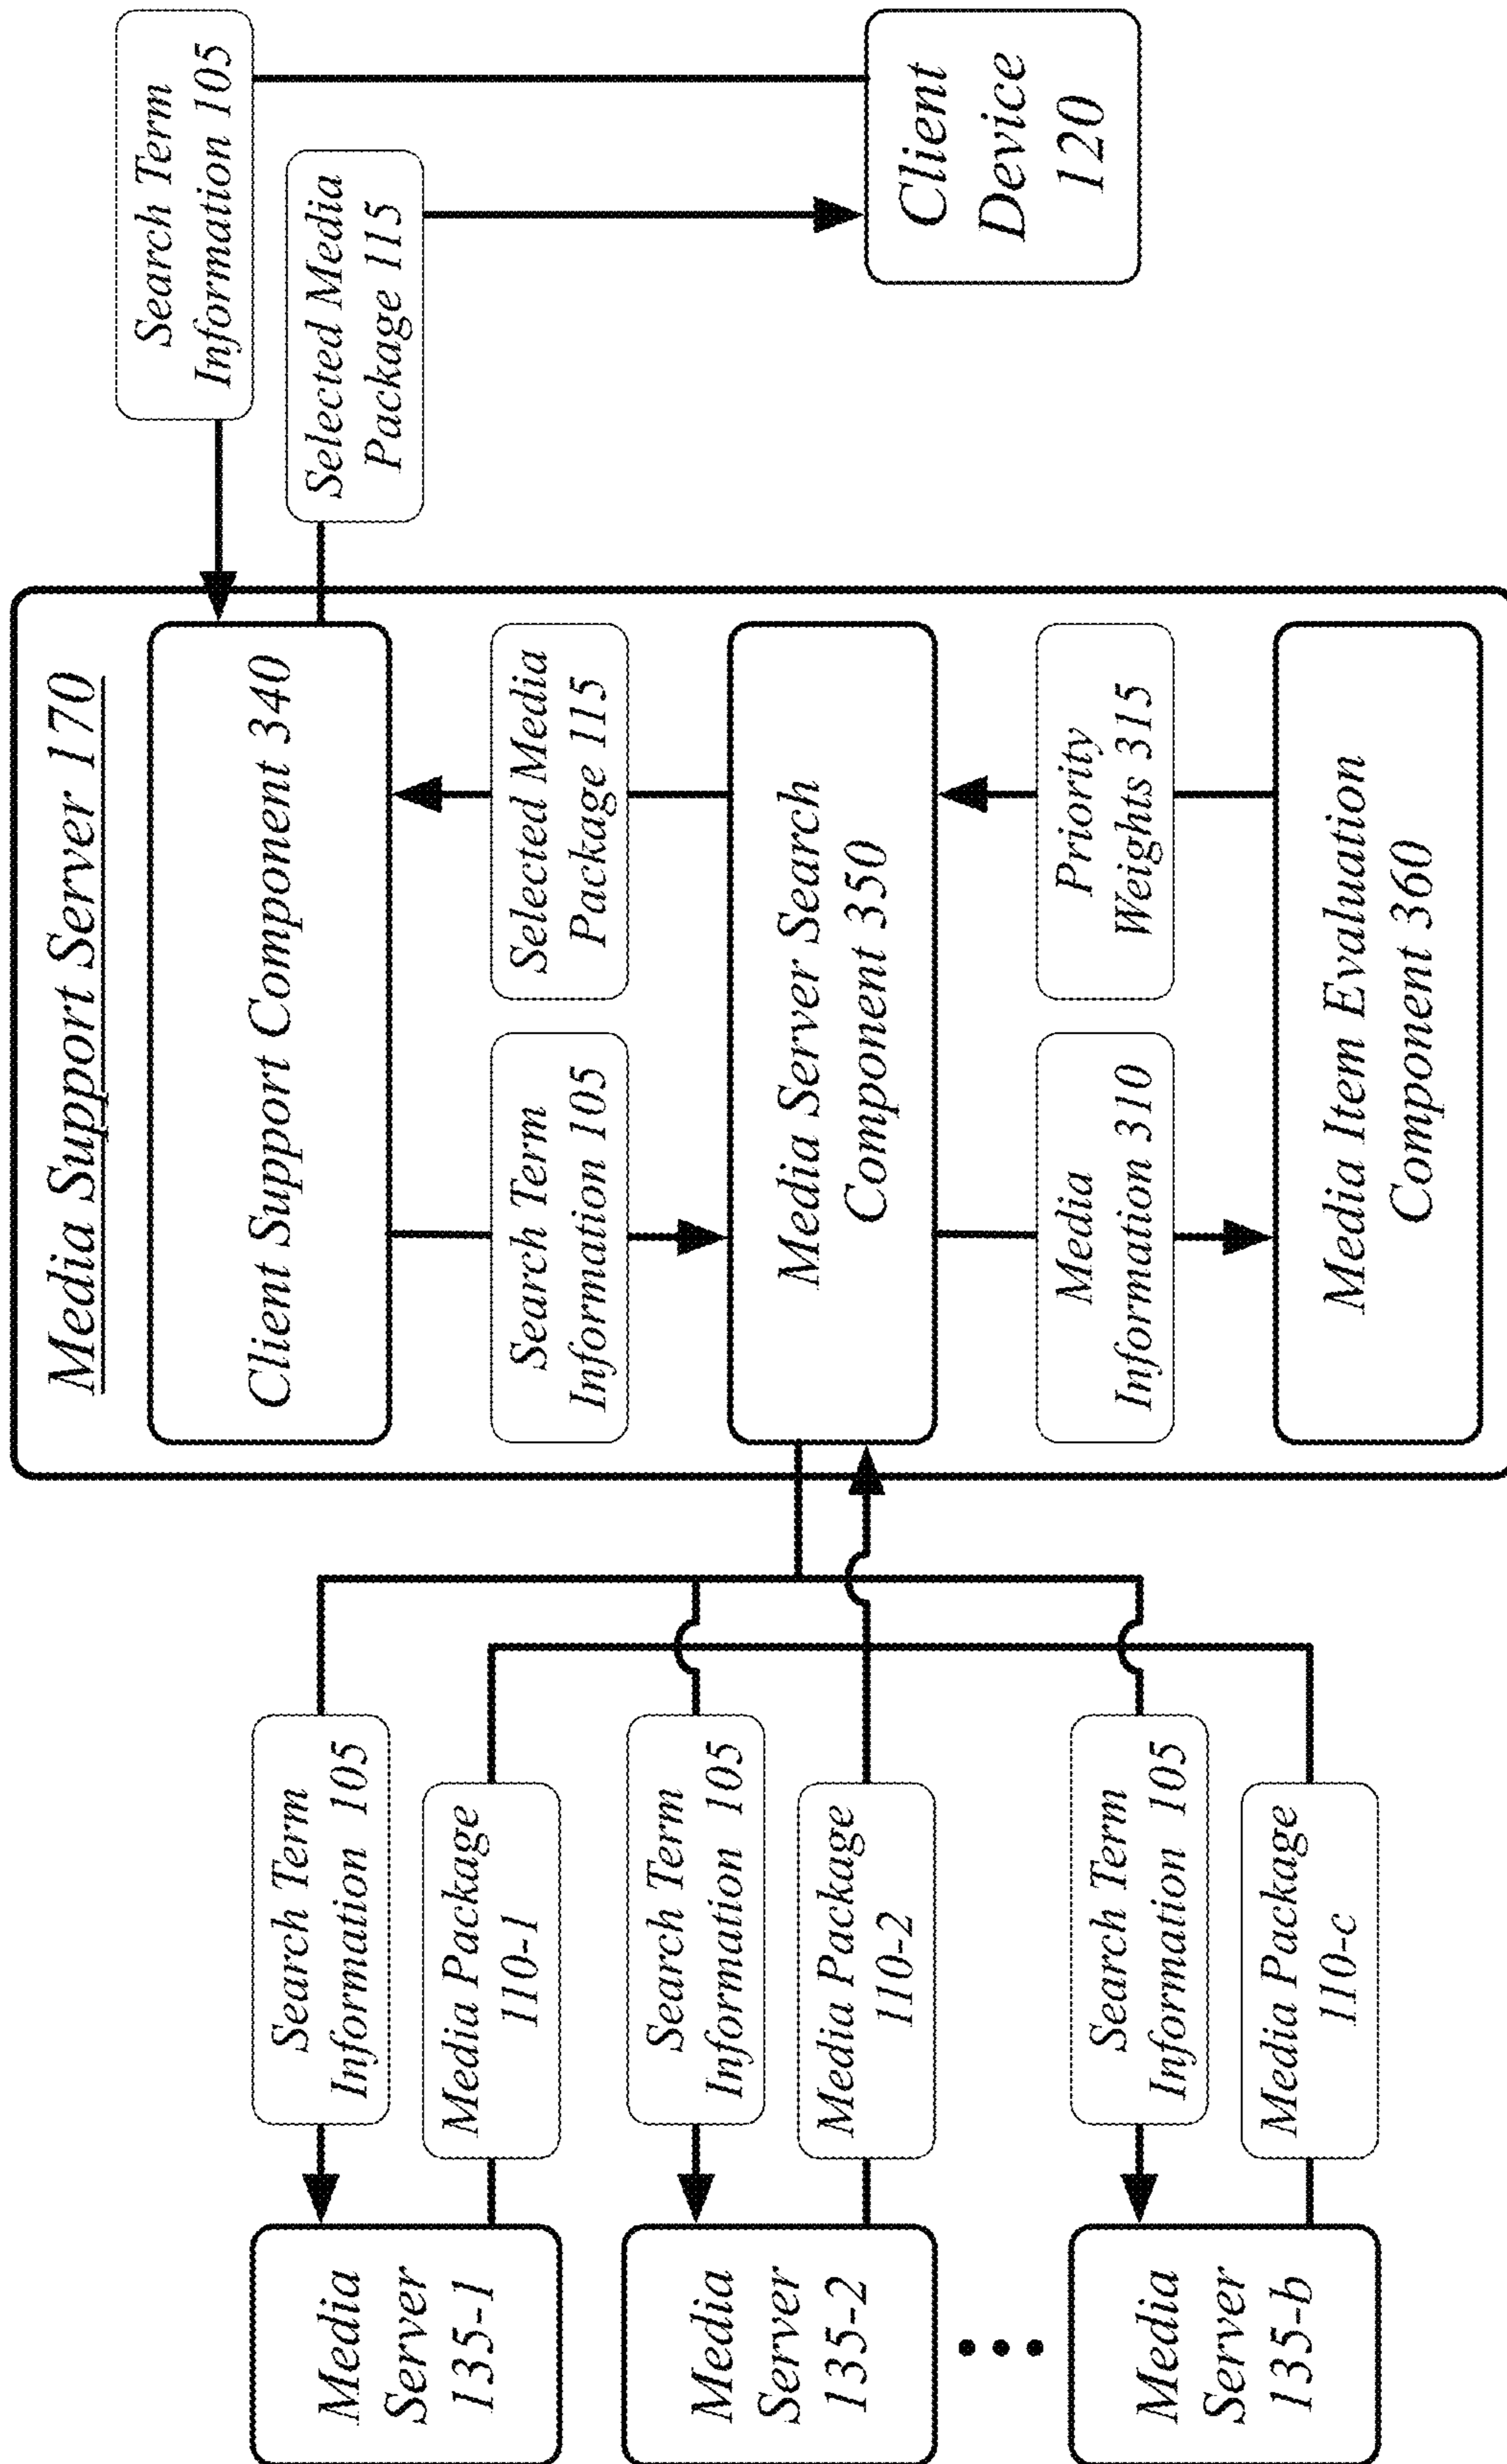 Media
Server
135-1
Search Term
Information 105
Media Package
110-1
Media
Server
135-2
Search Term
Information 105
Media Package
110-2
Media
Server
135-b
Search Term
Information 105
Media Package
110-c
Media Support Server 170
Client Support Component 340
Search Term
Information 105
Selected Media
Package 115
Media Server Search
Component 350
Media
Information 310
Priority
Weights 315
Media Item Evaluation
Component 360
Search Term
Information 105
Selected Media
Package 115
Client
Device
120